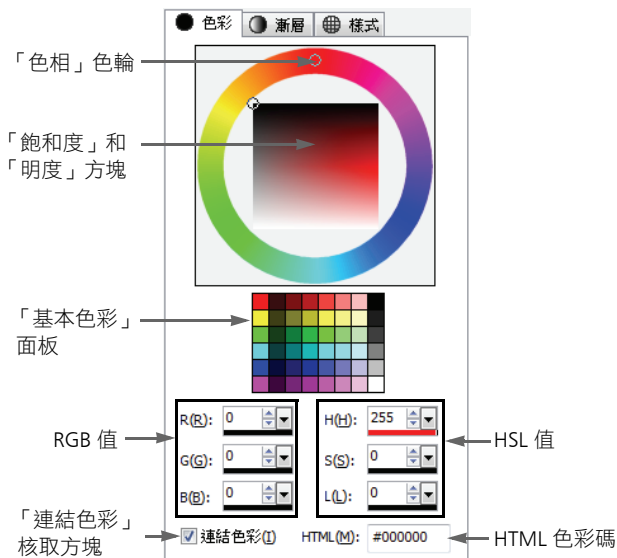 色彩 漸層 樣式
「色相」色輪
「飽和度」和
「明度」方塊
「基本色彩」
面板
RGB 值
R(R): 0
G(G): 0
B(B): 0
H(H): 255
S(S): 0
L(L): 0
HSL 值
「連結色彩」
核取方塊
連結色彩(I) HTML(M): #000000
HTML 色彩碼